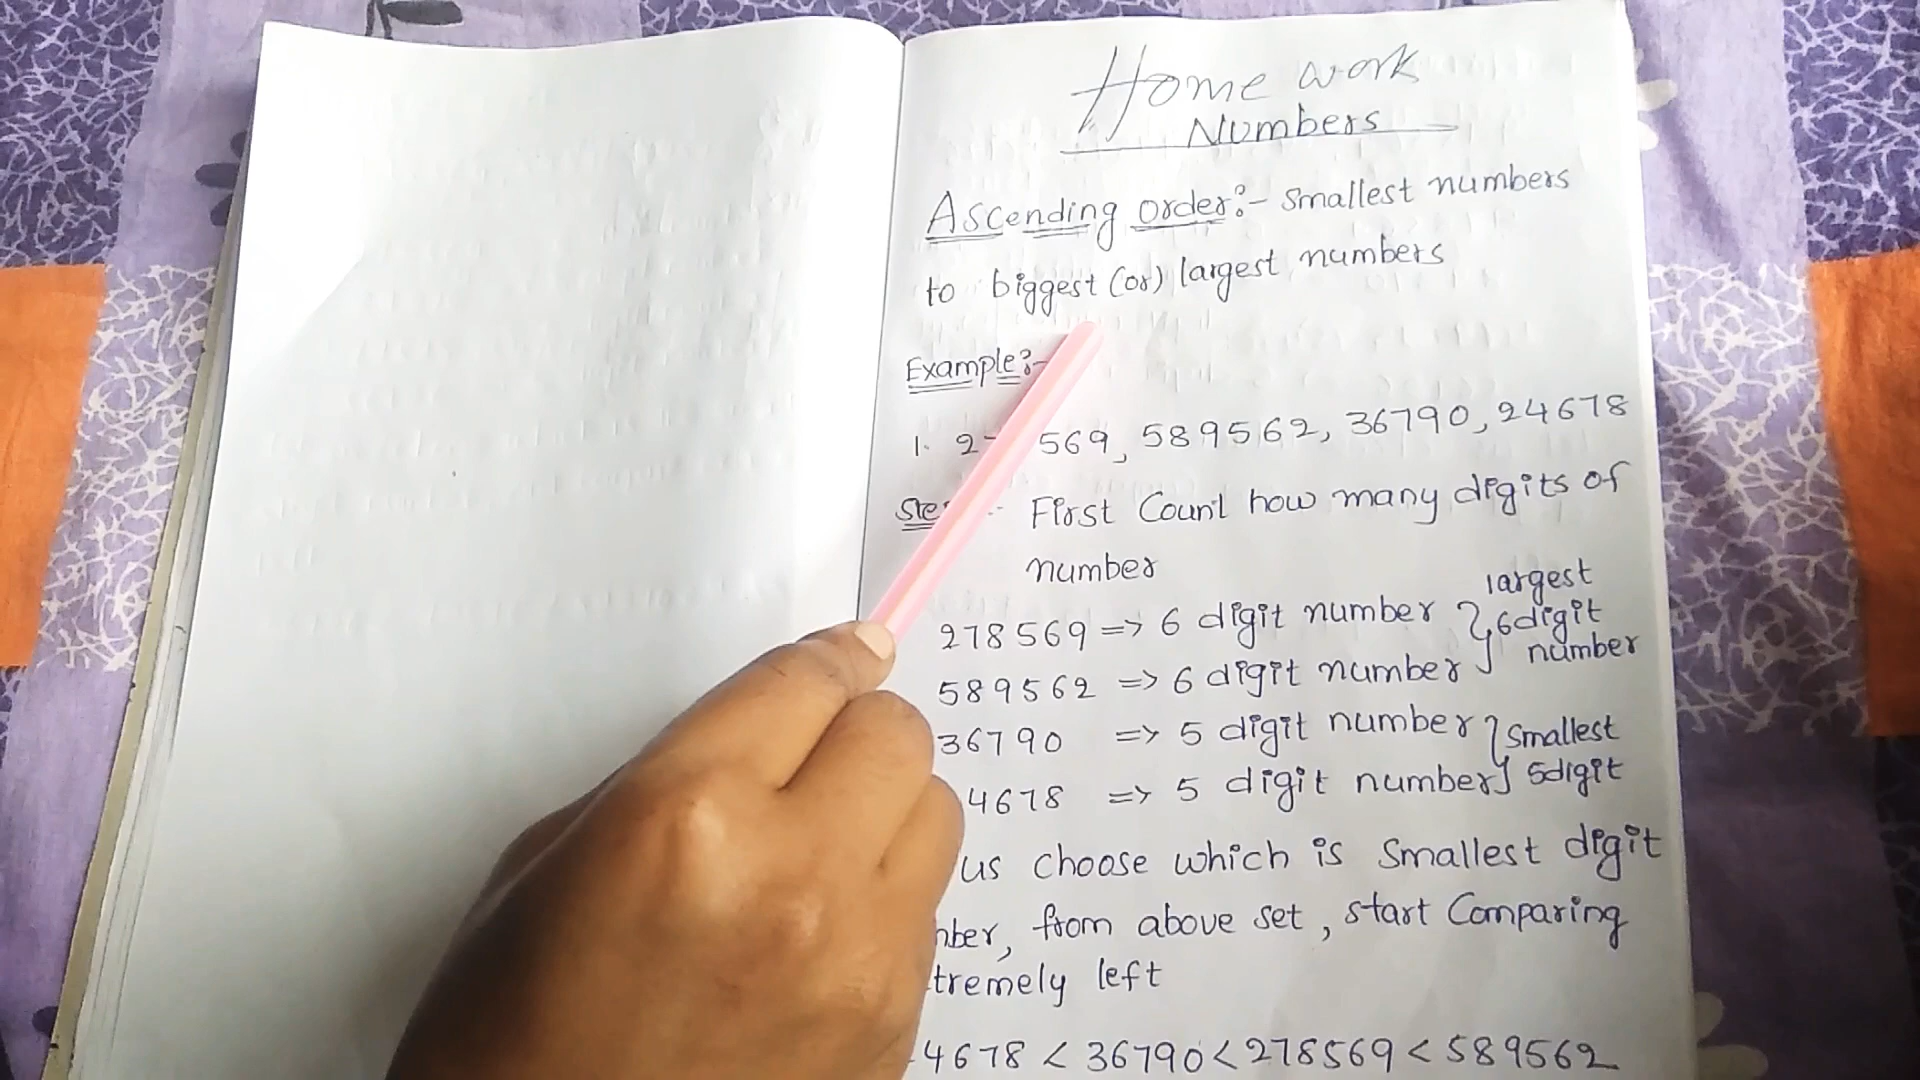 Home work
Numbers
Ascending order:- Smallest numbers
to biggest (or) largest numbers
Example:-
1. 569, 589562, 36790, 24678
First Count how many digits of
number
278569 => 6 digit number
589562 => 6 digit number
largest
6digit
number
36790 => 5 digit number
4678 => 5 digit number
Smallest
5digit
us choose which is Smallest digit
from above set, start Comparing
left
4678 < 36790 < 278569 < 589562